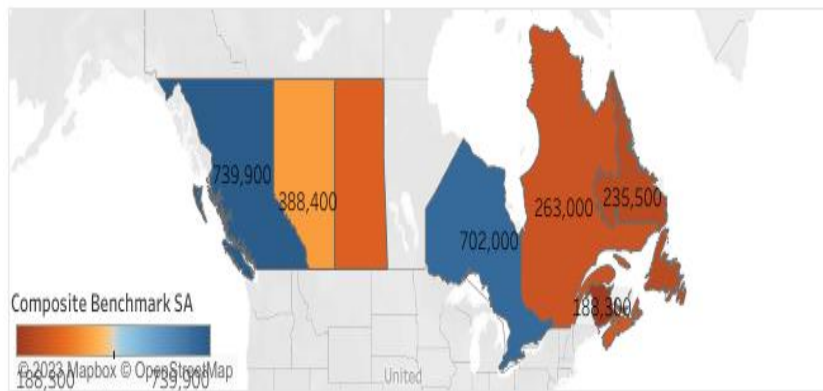 739,900
388,400
702,000
263,000
235,500
188,300
Composite Benchmark SA
© 2023 Mapbox © OpenStreetMap
188,300
739,900
United